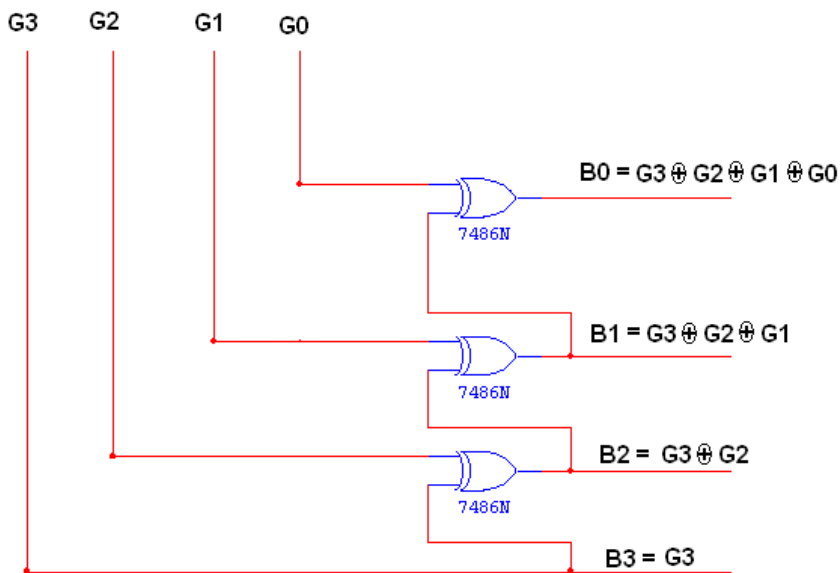 G3 G2 G1 G0
B0 = G3 ⊕ G2 ⊕ G1 ⊕ G0
7486N
B1 = G3 ⊕ G2 ⊕ G1
7486N
B2 = G3 ⊕ G2
7486N
B3 = G3